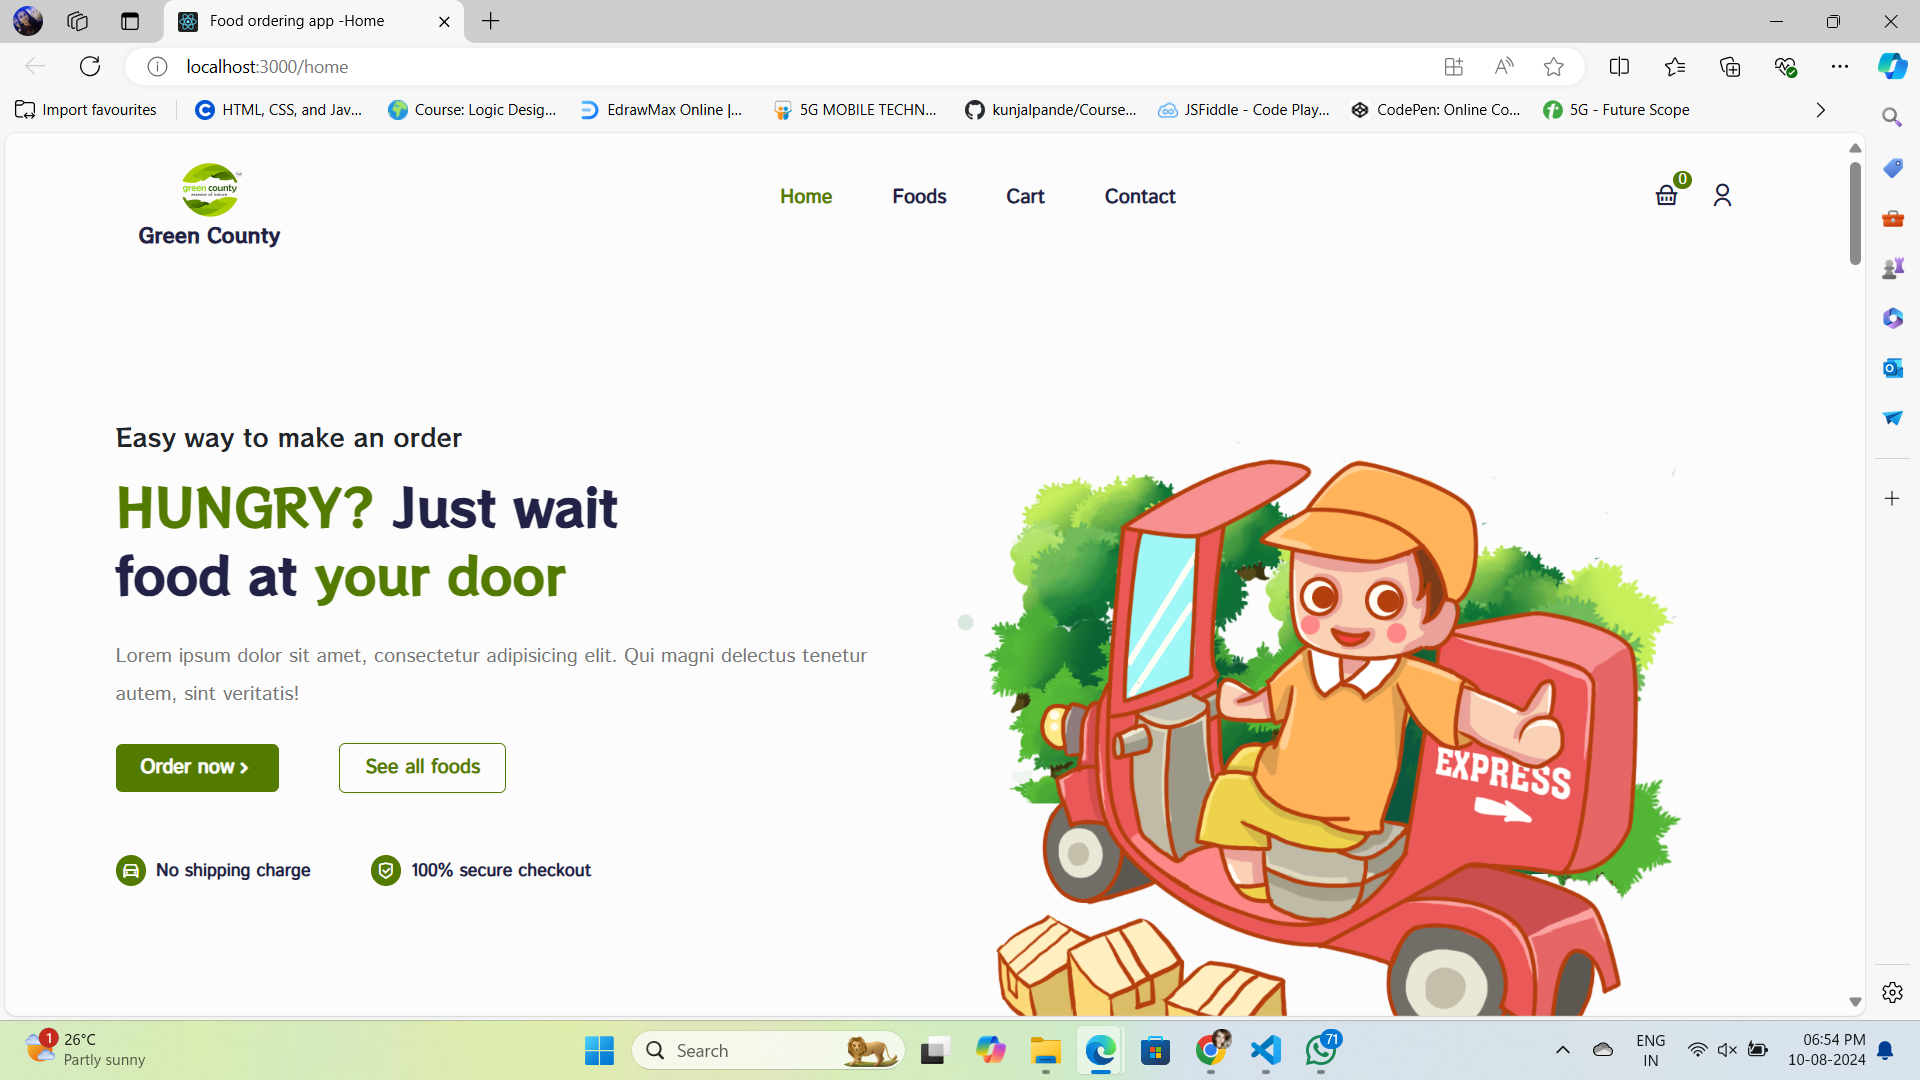 Food ordering app -Home
localhost:3000/home
Import favourites
HTML, CSS, and Jav...
Course: Logic Desig...
EdrawMax Online |...
5G MOBILE TECHN...
kunjalpande/Course...
JSFiddle - Code Play...
CodePen: Online Co...
5G - Future Scope
green county
essence of nature
Green County
Home
Foods
Cart
Contact
0
Easy way to make an order
HUNGRY? Just wait
food at your door
Lorem ipsum dolor sit amet, consectetur adipisicing elit. Qui magni delectus tenetur
autem, sint veritatis!
Order now >
See all foods
No shipping charge
100% secure checkout
EXPRESS
1
26°C
Partly sunny
Search
71
ENG
IN
06:54 PM
10-08-2024